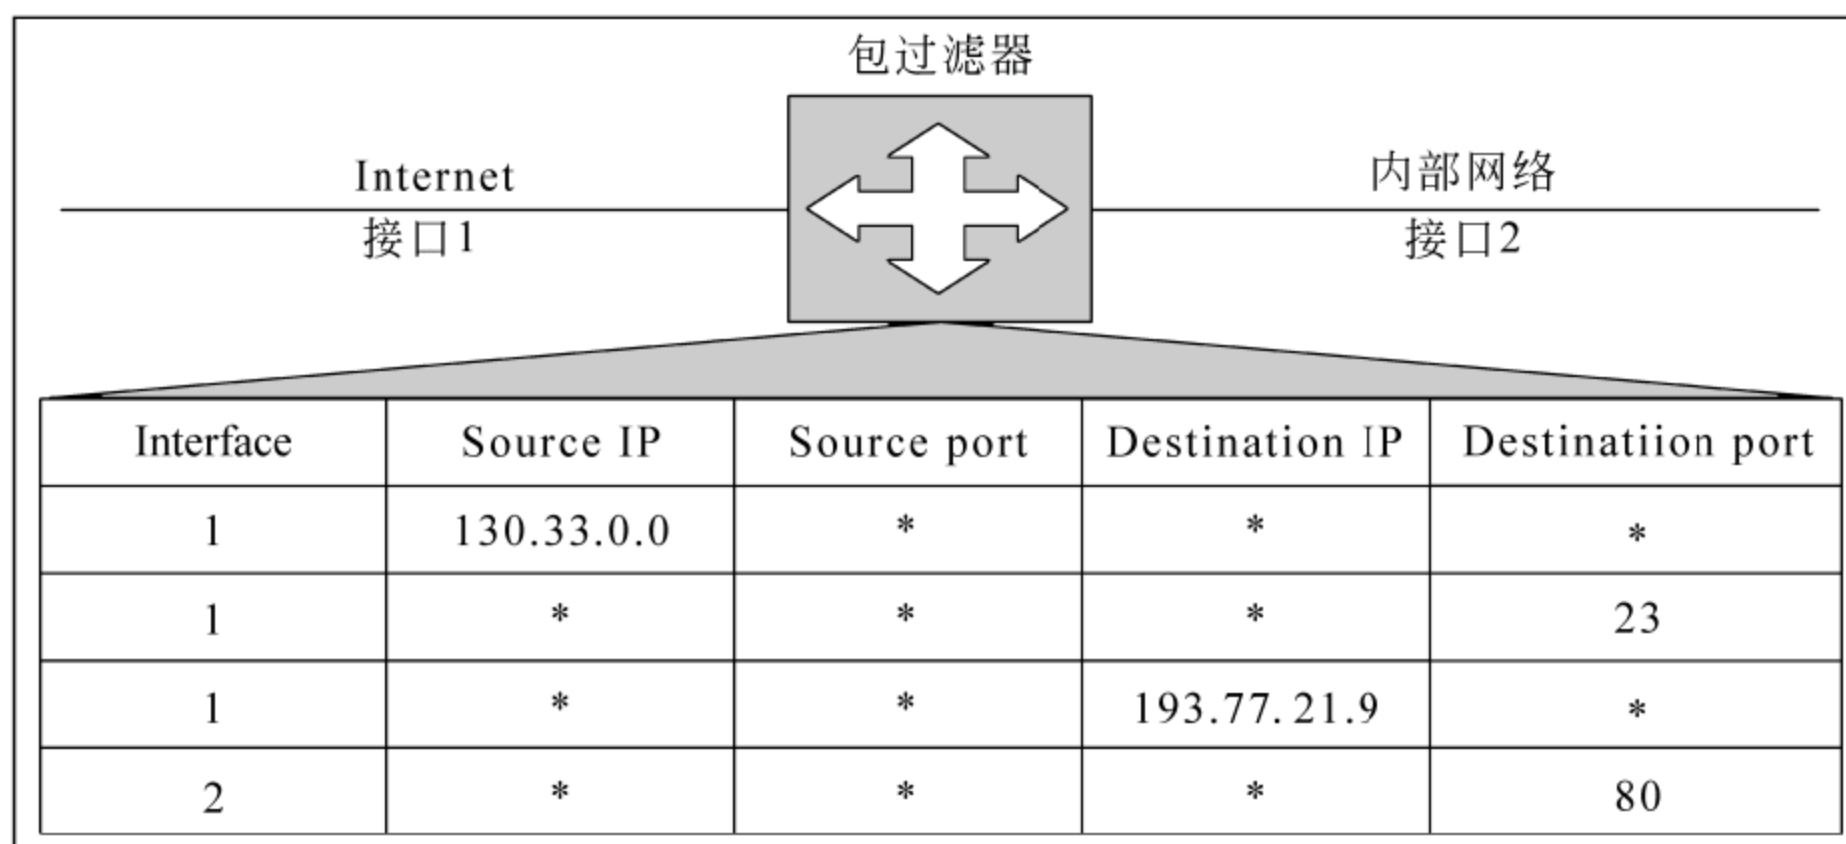 包过滤器
Internet
接口1
内部网络
接口2
Interface Source IP Source port Destination IP Destinatiion port
1 130.33.0.0 * * *
1 * * * 23
1 * * 193.77.21.9 *
2 * * * 80